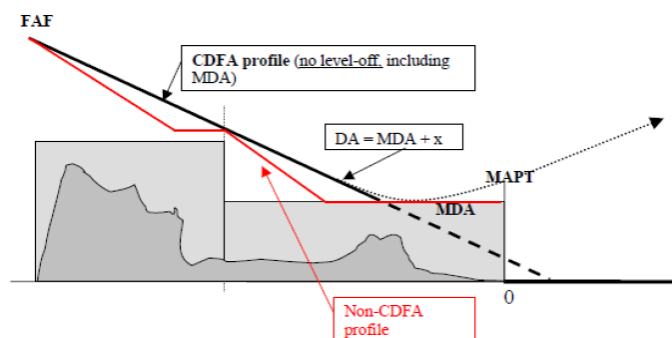 FAF
CDFA profile (no level-off, including
MDA)
DA = MDA + x
MAPT
MDA
0
Non-CDFA
profile